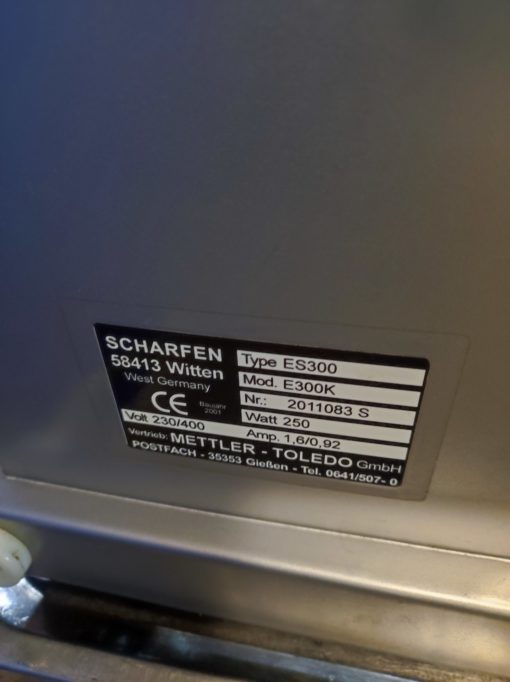 SCHARFEN
58413 Witten
West Germany
CE
Baujahr
2001
Volt 230/400
Type ES300
Mod. E300K
Nr.: 2011083 S
Watt 250
Amp. 1,6/0,92
Vertrieb: METTLER - TOLEDO GmbH
POSTFACH - 35353 Gießen - Tel. 0641/507- 0